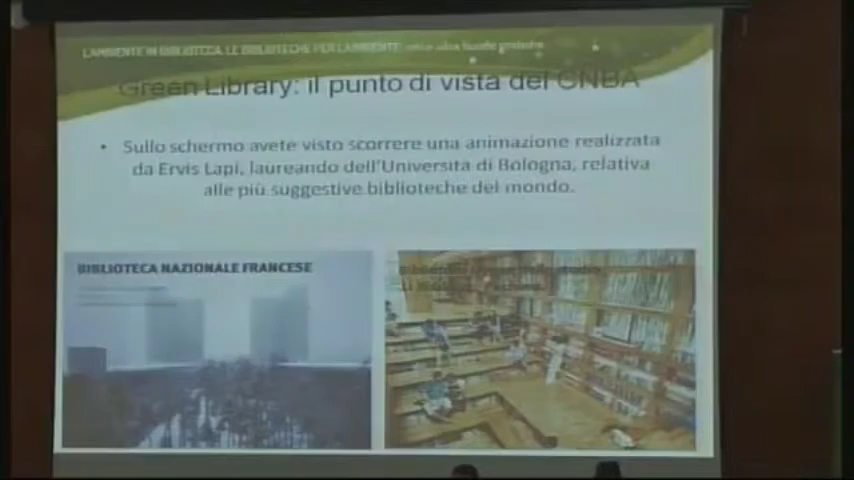 L'AMBIENTE IN BIBLIOTECA, LE BIBLIOTECHE PER L'AMBIENTE:
Green Library: il punto di vista del CNBA
• Sullo schermo avete visto scorrere una animazione realizzata
da Ervis Lapi, laureando dell'Università di Bologna, relativa
alle più suggestive biblioteche del mondo.
BIBLIOTECA NAZIONALE FRANCESE